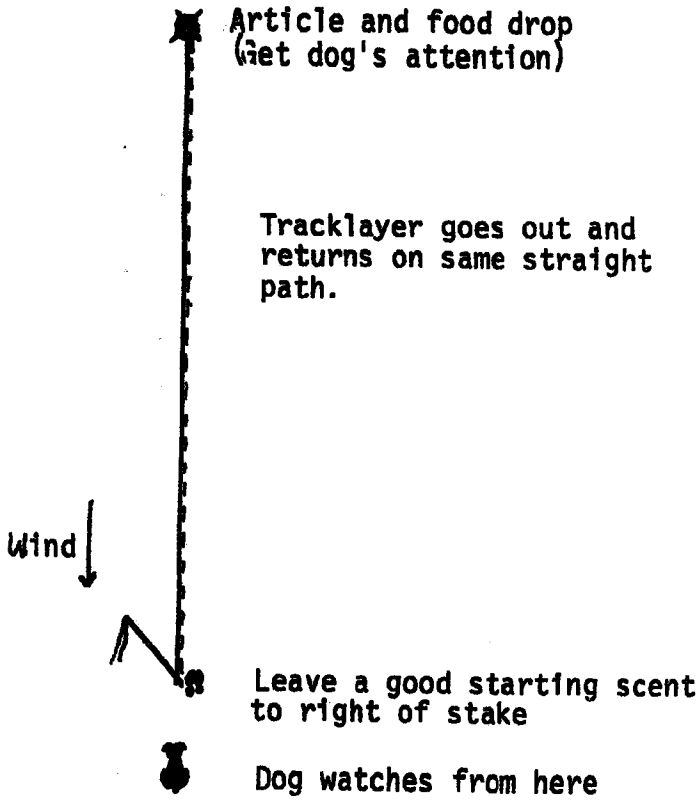 Article and food drop
(Get dog's attention)
Tracklayer goes out and
returns on same straight
path.
Wind
Leave a good starting scent
to right of stake
Dog watches from here